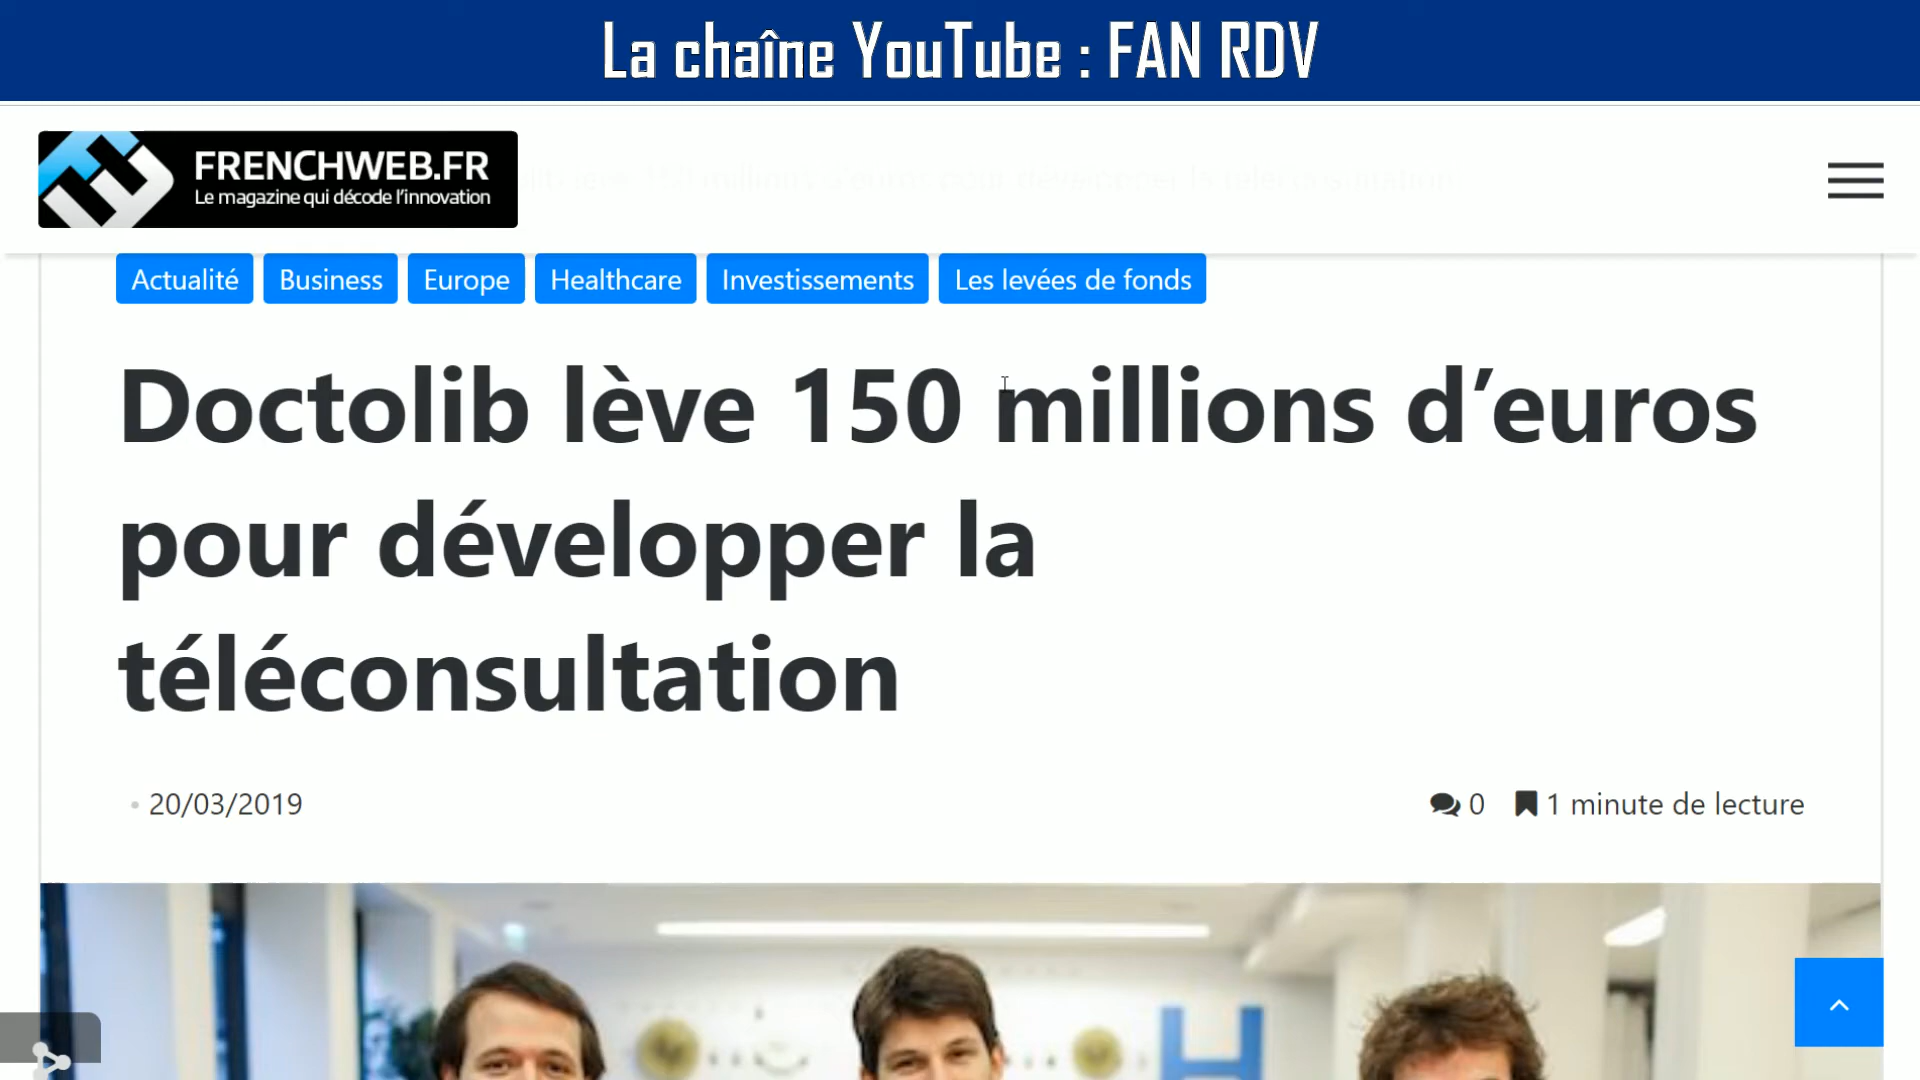 La chaîne YouTube : FAN RDV
FRENCHWEB.FR
Le magazine qui décode l'innovation
Actualité Business Europe Healthcare Investissements Les levées de fonds
Doctolib lève 150 millions d’euros
pour développer la
téléconsultation
20/03/2019
0 1 minute de lecture